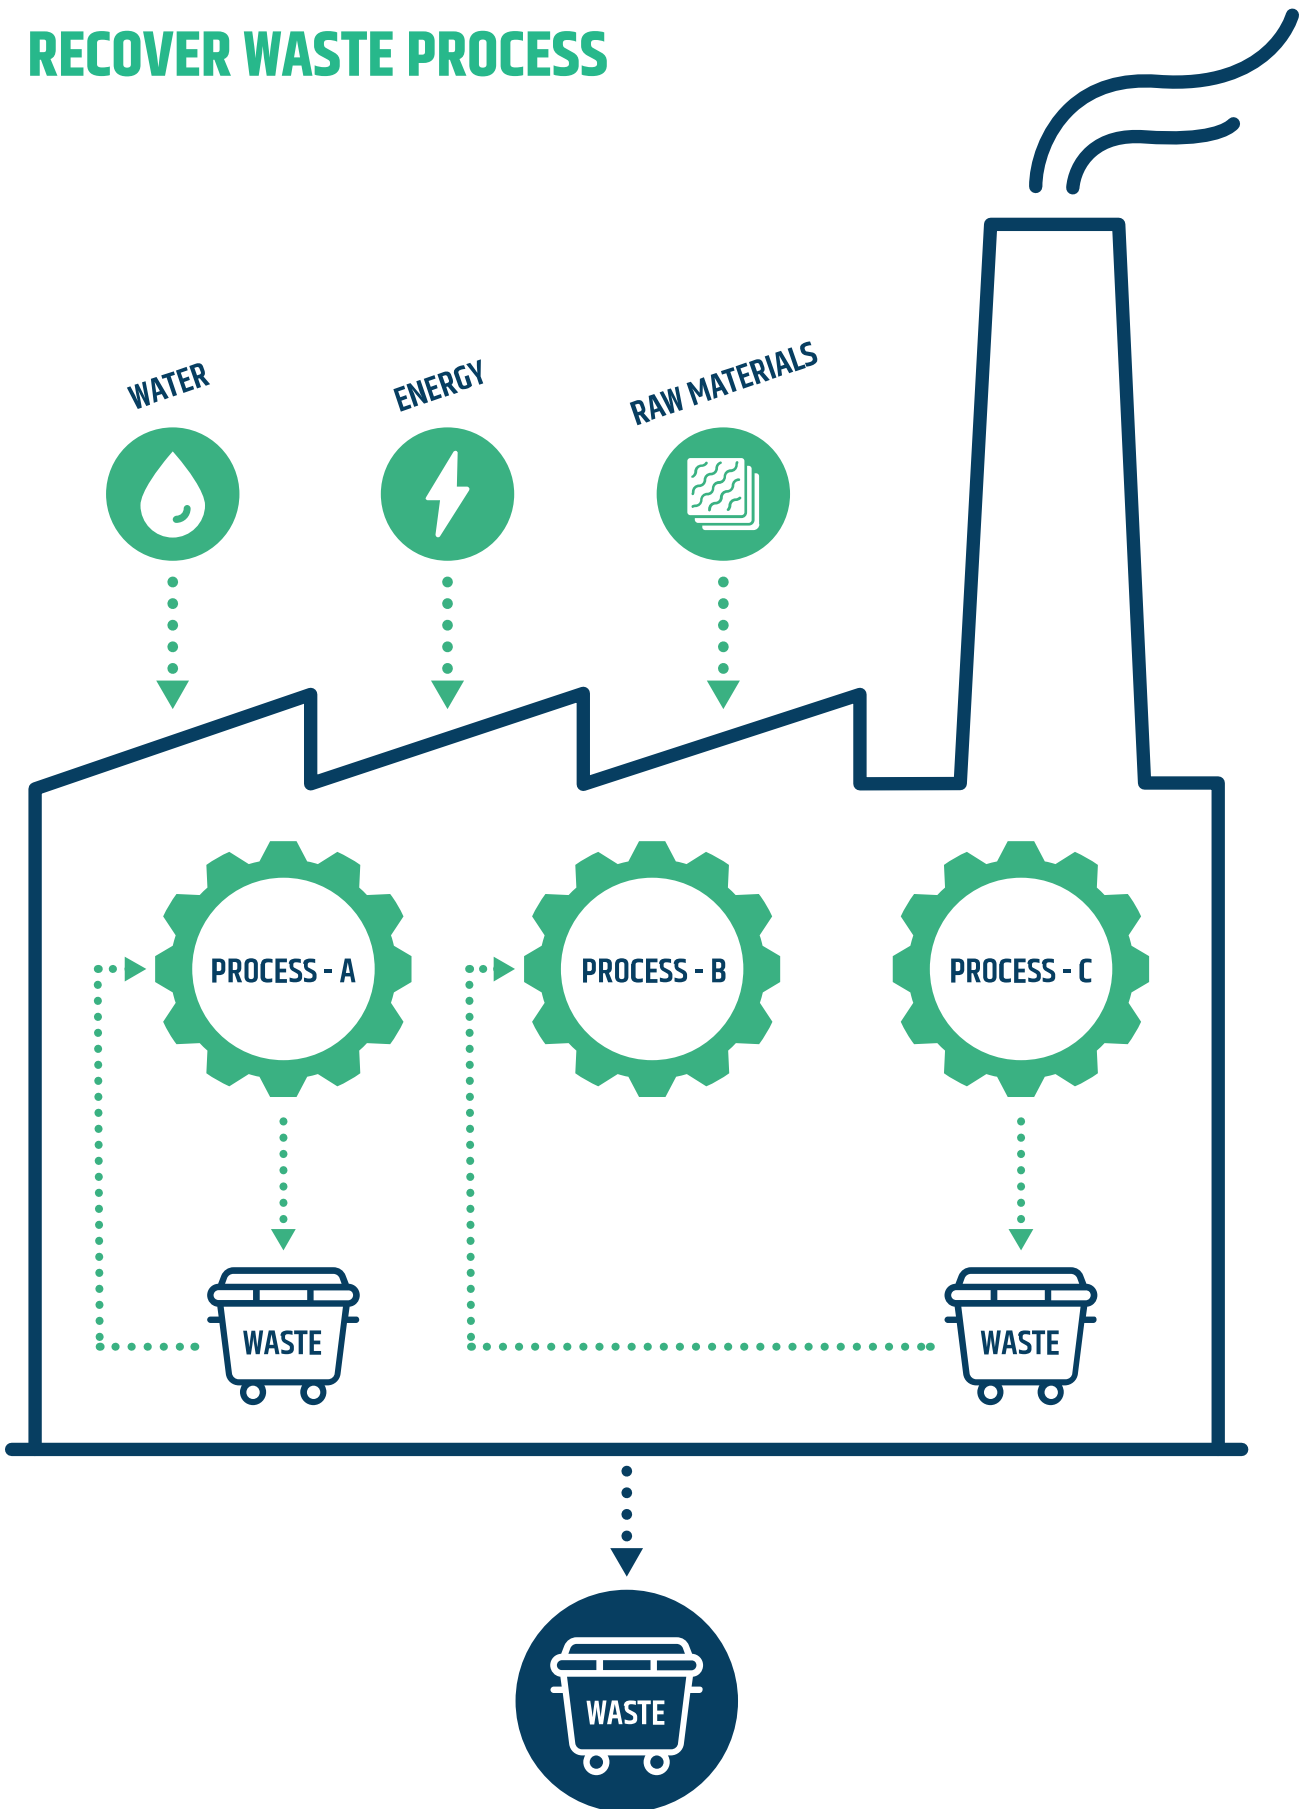 RECOVER WASTE PROCESS
WATER
ENERGY
RAW MATERIALS
PROCESS - A
PROCESS - B
PROCESS - C
WASTE
WASTE
WASTE